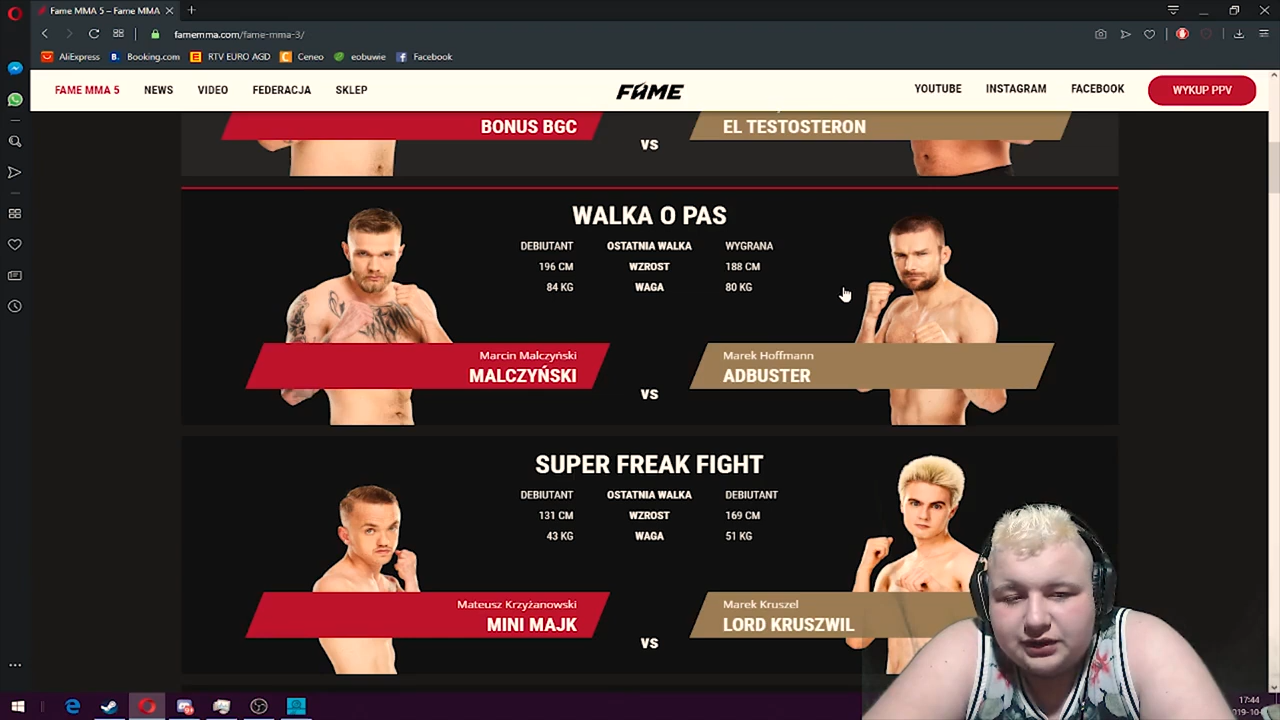 Fame MMA 5 – Fame MMA
famemma.com/fame-mma-3/
AliExpress
Booking.com
RTV EURO AGD
Ceneo
eobuwie
Facebook
FAME MMA 5
NEWS
VIDEO
FEDERACJA
SKLEP
FAME
YOUTUBE
INSTAGRAM
FACEBOOK
WYKUP PPV
BONUS BGC
VS
EL TESTOSTERON
WALKA O PAS
DEBIUTANT OSTATNIA WALKA WYGRANA
196 CM WZROST 188 CM
84 KG WAGA 80 KG
Marcin Malczyński
MALCZYŃSKI
VS
Marek Hoffmann
ADBUSTER
SUPER FREAK FIGHT
DEBIUTANT OSTATNIA WALKA DEBIUTANT
131 CM WZROST 169 CM
43 KG WAGA 51 KG
Mateusz Krzyżanowski
MINI MAJK
VS
Marek Kruszel
LORD KRUSZWIL
17:44
2019-10-